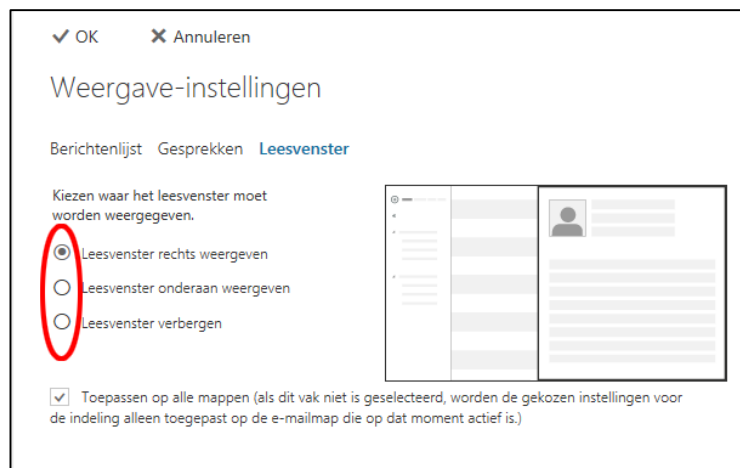 OK Annuleren
Weergave-instellingen
Berichtenlijst Gesprekken Leesvenster
Kiezen waar het leesvenster moet
worden weergegeven.
Leesvenster rechts weergeven
Leesvenster onderaan weergeven
Leesvenster verbergen
Toepassen op alle mappen (als dit vak niet is geselecteerd, worden de gekozen instellingen voor
de indeling alleen toegepast op de e-mailmap die op dat moment actief is.)